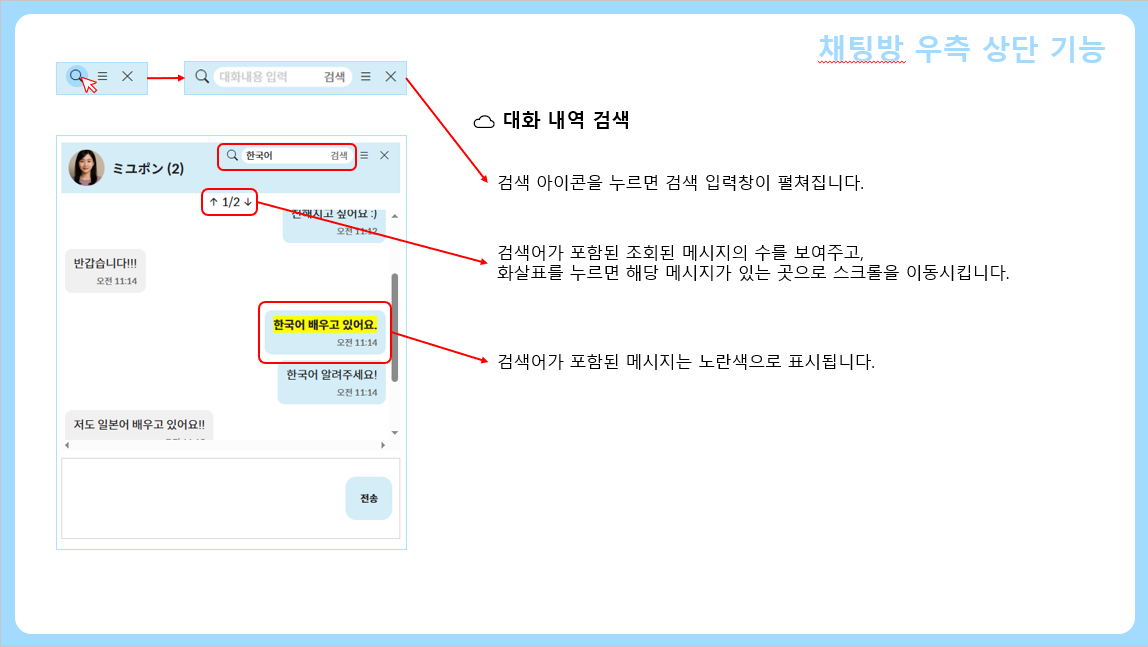 채팅방 우측 상단 기능
대화내용 입력 검색
대화 내역 검색
검색 아이콘을 누르면 검색 입력창이 펼쳐집니다.
검색어가 포함된 조회된 메시지의 수를 보여주고,
화살표를 누르면 해당 메시지가 있는 곳으로 스크롤을 이동시킵니다.
검색어가 포함된 메시지는 노란색으로 표시됩니다.
ミユポン (2)
한국어 검색
↑ 1/2 ↓
친해지고 싶어요 :)
오전 11:12
반갑습니다!!!
오전 11:14
한국어 배우고 있어요.
오전 11:14
한국어 알려주세요!
오전 11:14
저도 일본어 배우고 있어요!!
전송